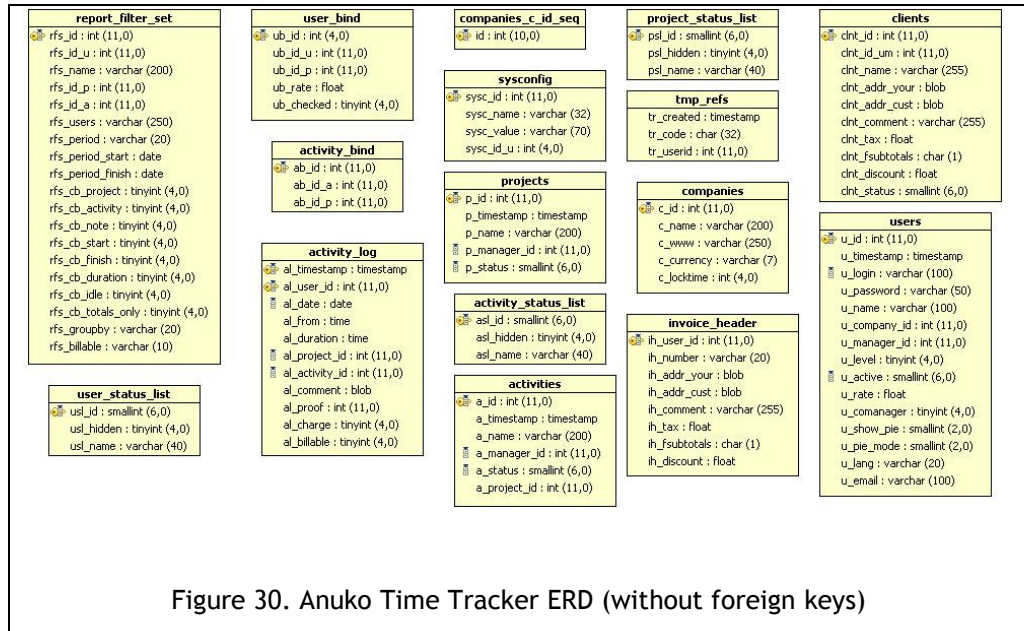 report_filter_set
rfs_id : int (11,0)
rfs_id_u : int (11,0)
rfs_name : varchar (200)
rfs_id_p : int (11,0)
rfs_id_a : int (11,0)
rfs_users : varchar (250)
rfs_period : varchar (20)
rfs_period_start : date
rfs_period_finish : date
rfs_cb_project : tinyint (4,0)
rfs_cb_activity : tinyint (4,0)
rfs_cb_note : tinyint (4,0)
rfs_cb_start : tinyint (4,0)
rfs_cb_finish : tinyint (4,0)
rfs_cb_duration : tinyint (4,0)
rfs_cb_idle : tinyint (4,0)
rfs_cb_totals_only : tinyint (4,0)
rfs_groupby : varchar (20)
rfs_billable : varchar (10)
user_status_list
usl_id : smallint (6,0)
usl_hidden : tinyint (4,0)
usl_name : varchar (40)
user_bind
ub_id : int (4,0)
ub_id_u : int (11,0)
ub_id_p : int (11,0)
ub_rate : float
ub_checked : tinyint (4,0)
activity_bind
ab_id : int (11,0)
ab_id_a : int (11,0)
ab_id_p : int (11,0)
activity_log
al_timestamp : timestamp
al_user_id : int (11,0)
al_date : date
al_from : time
al_duration : time
al_project_id : int (11,0)
al_activity_id : int (11,0)
al_comment : blob
al_proof : int (11,0)
al_charge : tinyint (4,0)
al_billable : tinyint (4,0)
companies_c_id_seq
id : int (10,0)
sysconfig
sysc_id : int (11,0)
sysc_name : varchar (32)
sysc_value : varchar (70)
sysc_id_u : int (4,0)
projects
p_id : int (11,0)
p_timestamp : timestamp
p_name : varchar (200)
p_manager_id : int (11,0)
p_status : smallint (6,0)
activity_status_list
asl_id : smallint (6,0)
asl_hidden : tinyint (4,0)
asl_name : varchar (40)
activities
a_id : int (11,0)
a_timestamp : timestamp
a_name : varchar (200)
a_manager_id : int (11,0)
a_status : smallint (6,0)
a_project_id : int (11,0)
project_status_list
psl_id : smallint (6,0)
psl_hidden : tinyint (4,0)
psl_name : varchar (40)
tmp_refs
tr_created : timestamp
tr_code : char (32)
tr_userid : int (11,0)
companies
c_id : int (11,0)
c_name : varchar (200)
c_www : varchar (250)
c_currency : varchar (7)
c_locktime : int (4,0)
invoice_header
ih_user_id : int (11,0)
ih_number : varchar (20)
ih_addr_your : blob
ih_addr_cust : blob
ih_comment : varchar (255)
ih_tax : float
ih_fsubtotals : char (1)
ih_discount : float
clients
clnt_id : int (11,0)
clnt_id_um : int (11,0)
clnt_name : varchar (255)
clnt_addr_your : blob
clnt_addr_cust : blob
clnt_comment : varchar (255)
clnt_tax : float
clnt_fsubtotals : char (1)
clnt_discount : float
clnt_status : smallint (6,0)
users
u_id : int (11,0)
u_timestamp : timestamp
u_login : varchar (100)
u_password : varchar (50)
u_name : varchar (100)
u_company_id : int (11,0)
u_manager_id : int (11,0)
u_level : tinyint (4,0)
u_active : smallint (6,0)
u_rate : float
u_comanager : tinyint (4,0)
u_show_pie : smallint (2,0)
u_pie_mode : smallint (2,0)
u_lang : varchar (20)
u_email : varchar (100)
Figure 30. Anuko Time Tracker ERD (without foreign keys)